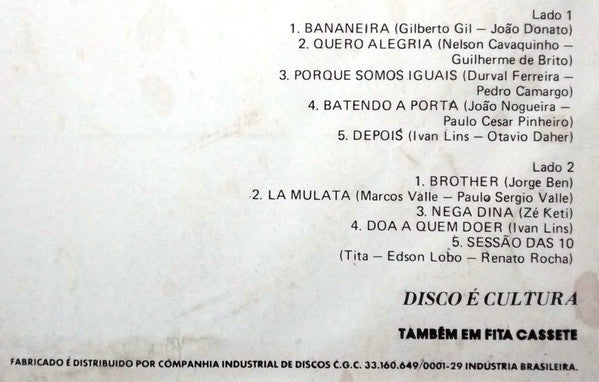 Lado 1
1. BANANEIRA (Gilberto Gil – João Donato)
2. QUERO ALEGRIA (Nelson Cavaquinho –
Guilherme de Brito)
3. PORQUE SOMOS IGUAIS (Durval Ferreira –
Pedro Camargo)
4. BATENDO A PORTA (João Nogueira –
Paulo Cesar Pinheiro)
5. DEPOIS (Ivan Lins – Otavio Daher)
Lado 2
1. BROTHER (Jorge Ben)
2. LA MULATA (Marcos Valle – Paulo Sergio Valle)
3. NEGA DINA (Zé Keti)
4. DOA A QUEM DOER (Ivan Lins)
5. SESSÃO DAS 10
(Tita – Edson Lobo – Renato Rocha)
DISCO É CULTURA
TAMBÉM EM FITA CASSETE
FABRICADO É DISTRIBUIDO POR COMPANHIA INDUSTRIAL DE DISCOS C.G.C. 33.160.649/0001-29 INDÚSTRIA BRASILEIRA.